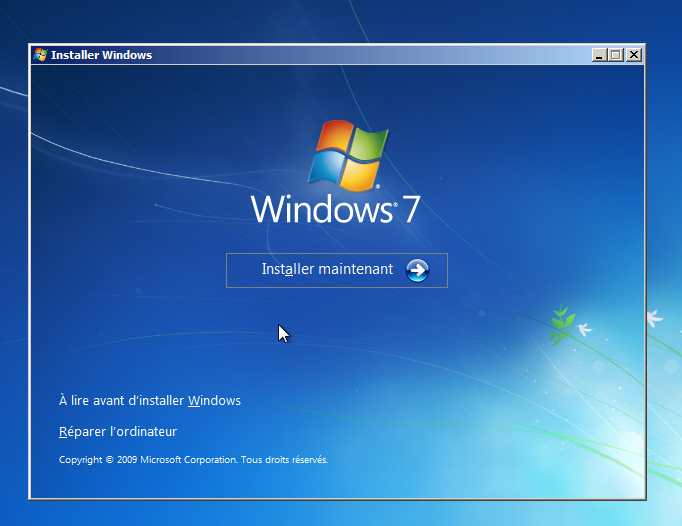 Installer Windows
Windows® 7
Installer maintenant
À lire avant d'installer Windows
Réparer l'ordinateur
Copyright © 2009 Microsoft Corporation. Tous droits réservés.